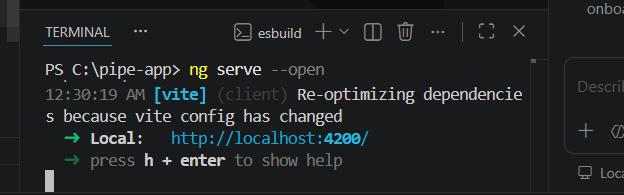 onboa
TERMINAL
esbuild
PS C:\pipe-app> ng serve --open
12:30:19 AM [vite] (client) Re-optimizing dependencie
s because vite config has changed
➜ Local: http://localhost:4200/
➜ press h + enter to show help
Describ
Loca